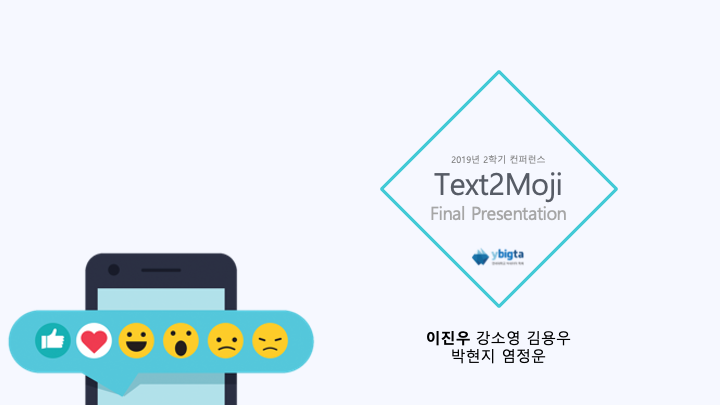 2019년 2학기 컨퍼런스
Text2Moji
Final Presentation
ybigta
이진우 강소영 김용우
박현지 염정운